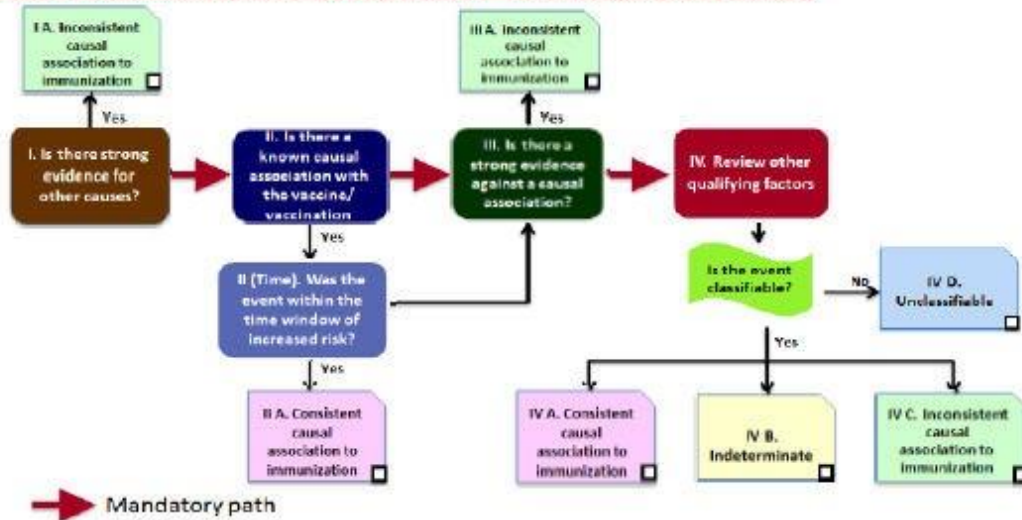 I A. Inconsistent
causal
association to
immunization
III A. Inconsistent
causal
association to
immunization
Yes
Yes
I. Is there strong
evidence for
other causes?
II. Is there a
known causal
association with
the vaccine/
vaccination
III. Is there a
strong evidence
against a causal
association?
IV. Review other
qualifying factors
Yes
II (Time). Was the
event within the
time window of
increased risk?
Is the event
classifiable?
No
IV D.
Unclassifiable
Yes
Yes
II A. Consistent
causal
association to
immunization
IV A. Consistent
causal
association to
immunization
IV B.
Indeterminate
IV C. Inconsistent
causal
association to
immunization
Mandatory path